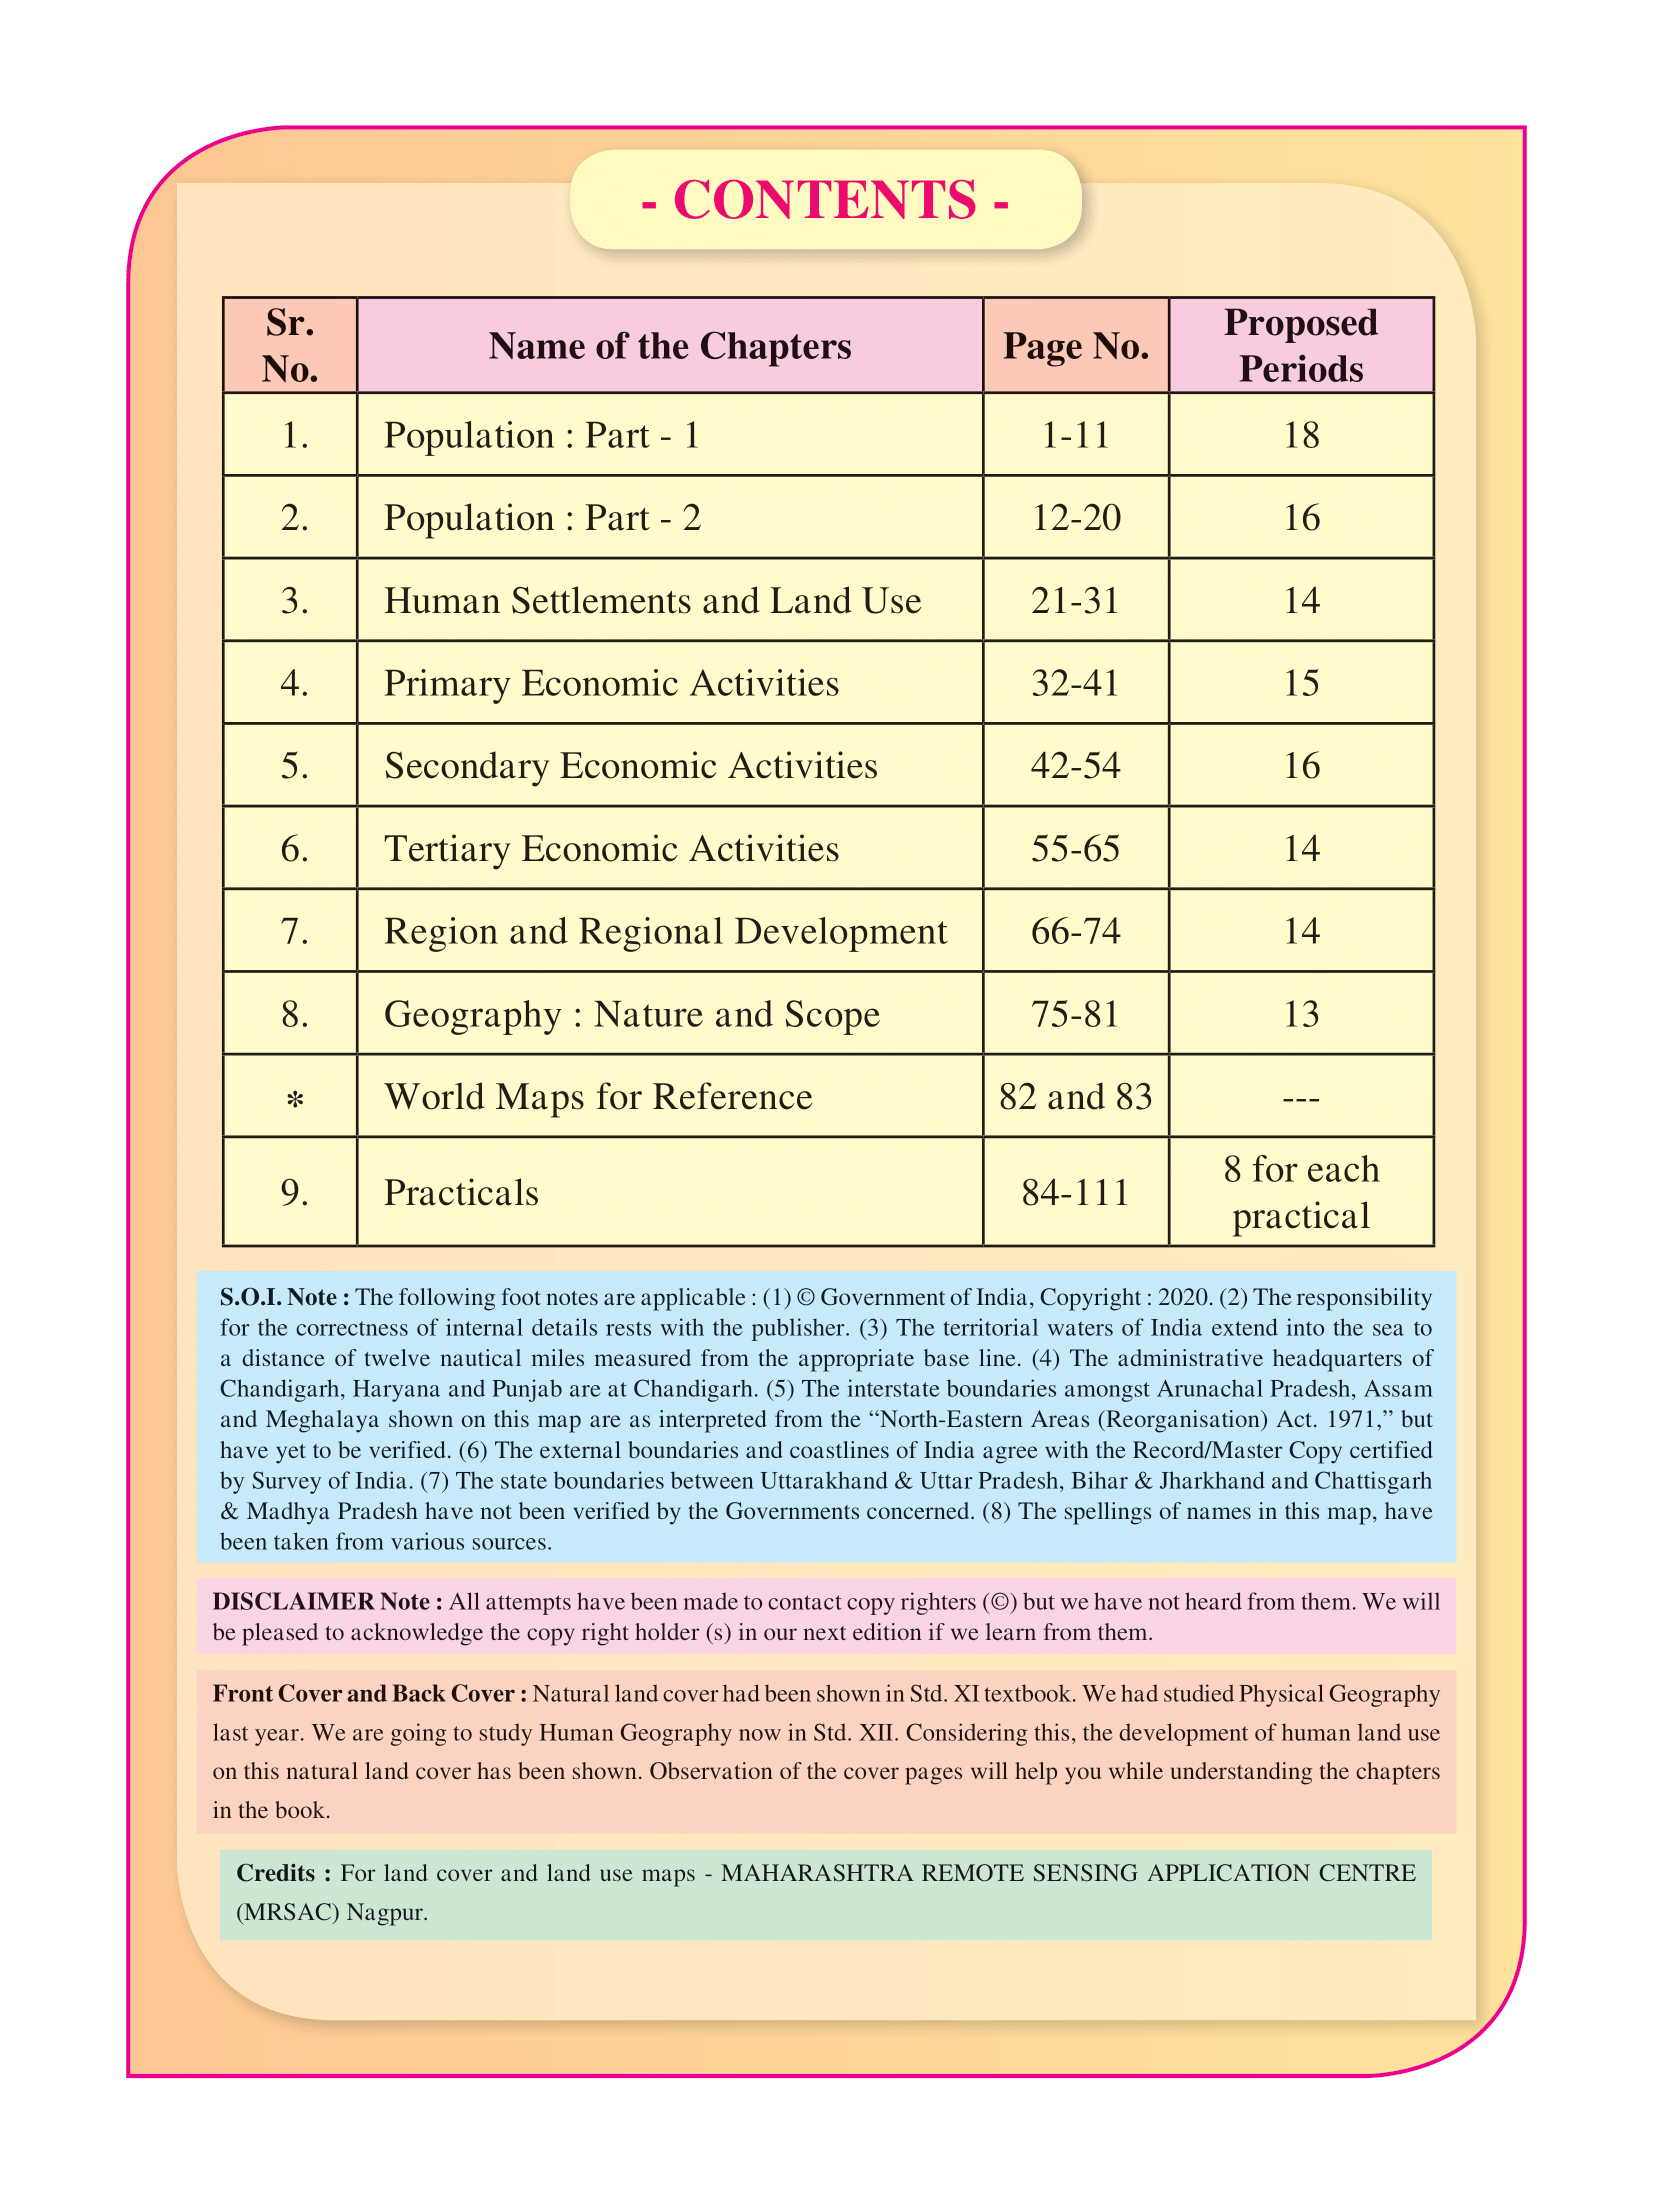 - CONTENTS -
Sr. No. Name of the Chapters Page No. Proposed Periods
1. Population : Part - 1 1-11 18
2. Population : Part - 2 12-20 16
3. Human Settlements and Land Use 21-31 14
4. Primary Economic Activities 32-41 15
5. Secondary Economic Activities 42-54 16
6. Tertiary Economic Activities 55-65 14
7. Region and Regional Development 66-74 14
8. Geography : Nature and Scope 75-81 13
* World Maps for Reference 82 and 83 ---
9. Practicals 84-111 8 for each practical
S.O.I. Note : The following foot notes are applicable : (1) © Government of India, Copyright : 2020. (2) The responsibility
for the correctness of internal details rests with the publisher. (3) The territorial waters of India extend into the sea to
a distance of twelve nautical miles measured from the appropriate base line. (4) The administrative headquarters of
Chandigarh, Haryana and Punjab are at Chandigarh. (5) The interstate boundaries amongst Arunachal Pradesh, Assam
and Meghalaya shown on this map are as interpreted from the “North-Eastern Areas (Reorganisation) Act. 1971,” but
have yet to be verified. (6) The external boundaries and coastlines of India agree with the Record/Master Copy certified
by Survey of India. (7) The state boundaries between Uttarakhand & Uttar Pradesh, Bihar & Jharkhand and Chattisgarh
& Madhya Pradesh have not been verified by the Governments concerned. (8) The spellings of names in this map, have
been taken from various sources.
DISCLAIMER Note : All attempts have been made to contact copy righters (©) but we have not heard from them. We will
be pleased to acknowledge the copy right holder (s) in our next edition if we learn from them.
Front Cover and Back Cover : Natural land cover had been shown in Std. XI textbook. We had studied Physical Geography
last year. We are going to study Human Geography now in Std. XII. Considering this, the development of human land use
on this natural land cover has been shown. Observation of the cover pages will help you while understanding the chapters
in the book.
Credits : For land cover and land use maps - MAHARASHTRA REMOTE SENSING APPLICATION CENTRE
(MRSAC) Nagpur.